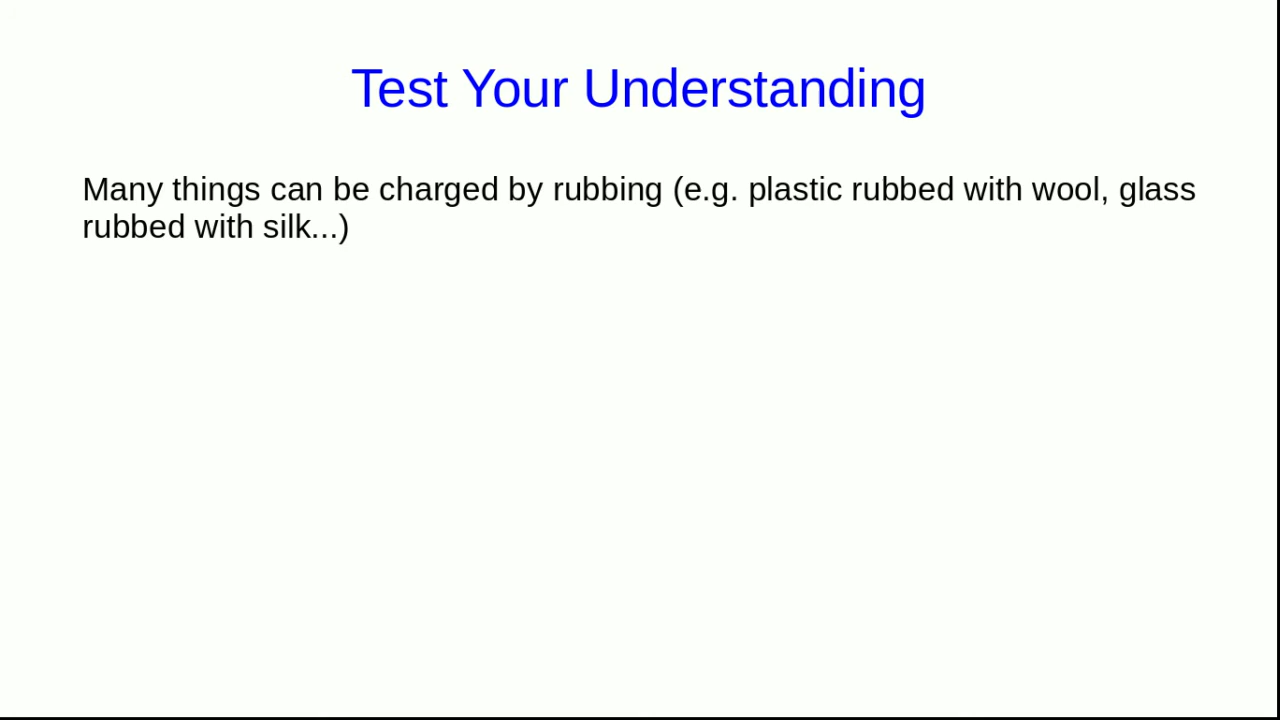 Test Your Understanding
Many things can be charged by rubbing (e.g. plastic rubbed with wool, glass
rubbed with silk...)